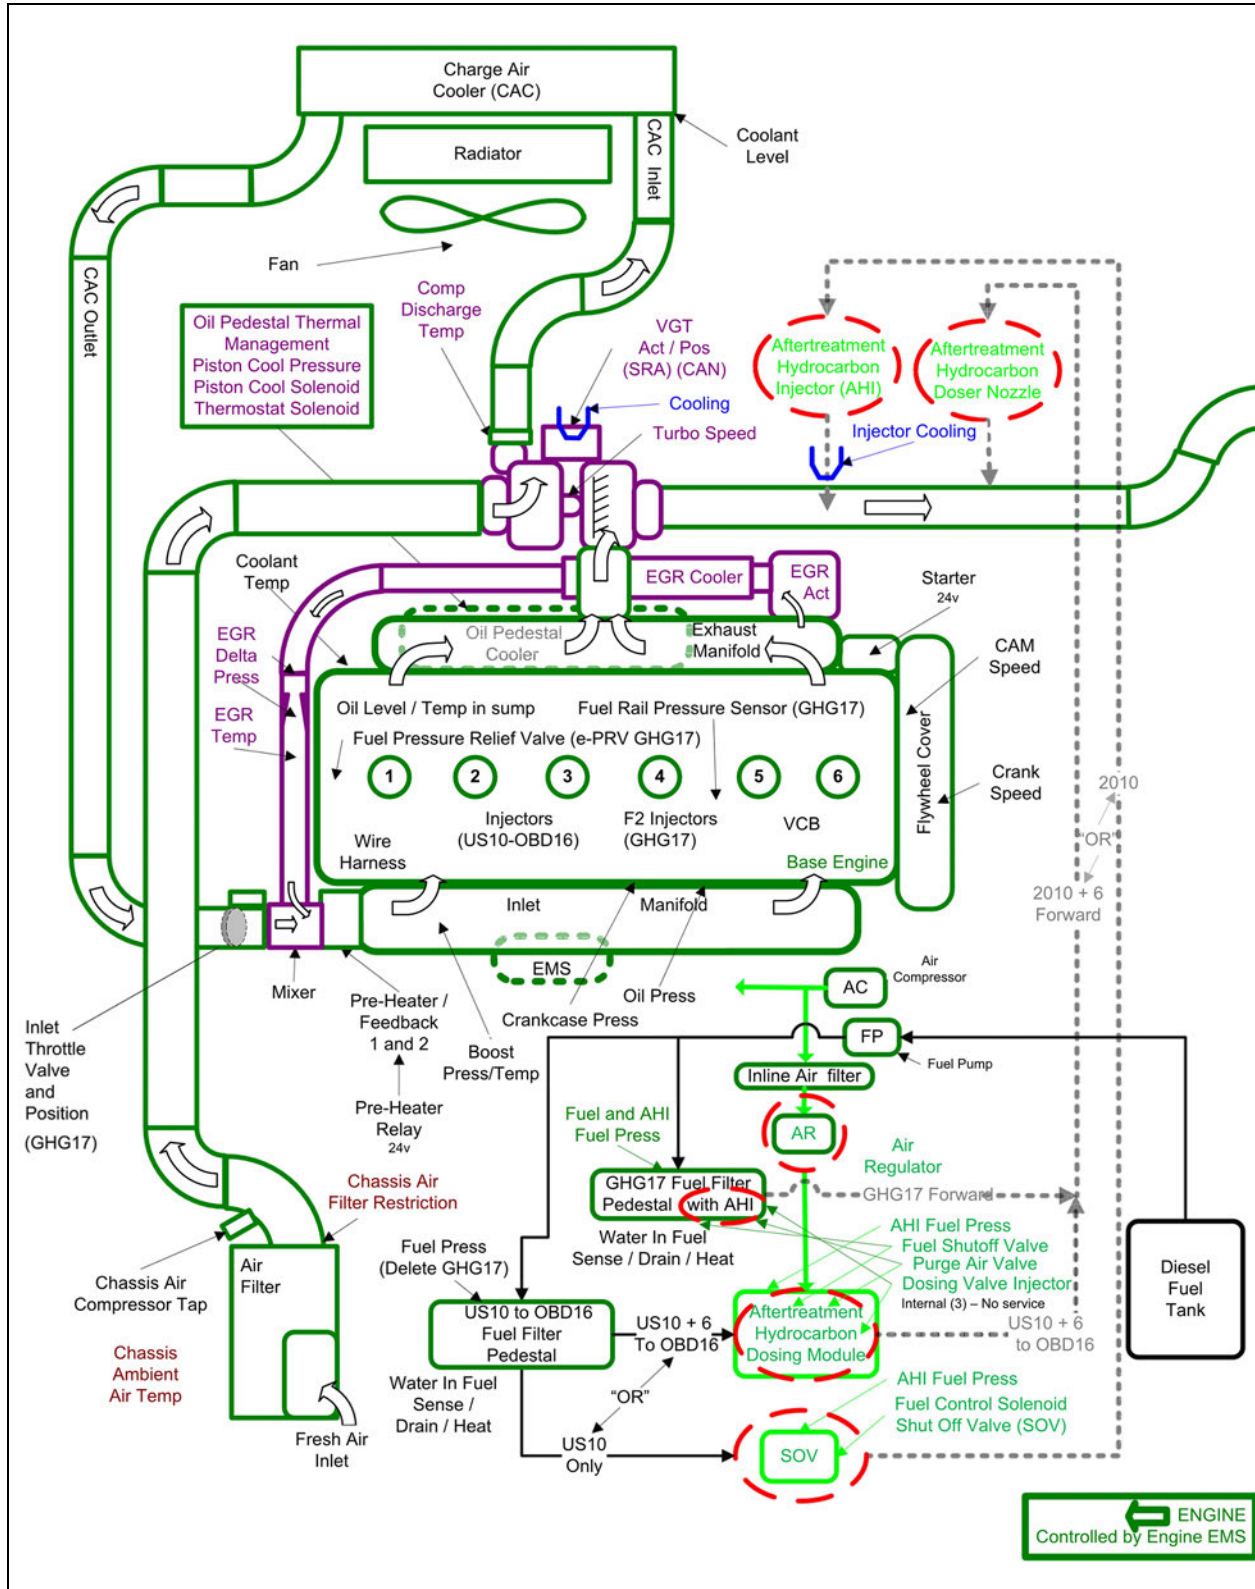 Charge Air
Cooler (CAC)
Coolant
Level
Radiator
CAC Inlet
CAC Outlet
Fan
Oil Pedestal Thermal
Management
Piston Cool Pressure
Piston Cool Solenoid
Thermostat Solenoid
Comp
Discharge
Temp
VGT
Act / Pos
(SRA) (CAN)
Cooling
Turbo Speed
Aftertreatment
Hydrocarbon
Injector (AHI)
Aftertreatment
Hydrocarbon
Doser Nozzle
Injector Cooling
Coolant
Temp
EGR Cooler
EGR
Act
Starter
24v
EGR
Delta
Press
EGR
Temp
Oil Pedestal
Cooler
Exhaust
Manifold
CAM
Speed
Oil Level / Temp in sump
Fuel Rail Pressure Sensor (GHG17)
Fuel Pressure Relief Valve (e-PRV GHG17)
1
2
3
4
5
6
Flywheel Cover
Crank
Speed
Injectors
(US10-OBD16)
F2 Injectors
(GHG17)
VCB
Wire
Harness
Base Engine
2010
"OR"
2010 + 6
Forward
Inlet
Manifold
EMS
Mixer
Oil Press
Crankcase Press
Pre-Heater /
Feedback
1 and 2
Boost
Press/Temp
Inlet
Throttle
Valve
and
Position
(GHG17)
Pre-Heater
Relay
24v
AC
Air
Compressor
FP
Fuel Pump
Inline Air filter
AR
Air
Regulator
Fuel and AHI
Fuel Press
GHG17 Fuel Filter
Pedestal with AHI
GHG17 Forward
Water In Fuel
Sense / Drain / Heat
Chassis Air
Filter Restriction
Chassis Air
Compressor Tap
Air
Filter
Chassis
Ambient
Air Temp
Fresh Air
Inlet
Fuel Press
(Delete GHG17)
US10 to OBD16
Fuel Filter
Pedestal
Water In Fuel
Sense /
Drain / Heat
US10 + 6
To OBD16
"OR"
US10
Only
AHI Fuel Press
Fuel Shutoff Valve
Purge Air Valve
Dosing Valve Injector
Internal (3) – No service
Aftertreatment
Hydrocarbon
Dosing Module
US10 + 6
to OBD16
Diesel
Fuel
Tank
AHI Fuel Press
Fuel Control Solenoid
Shut Off Valve (SOV)
SOV
ENGINE
Controlled by Engine EMS